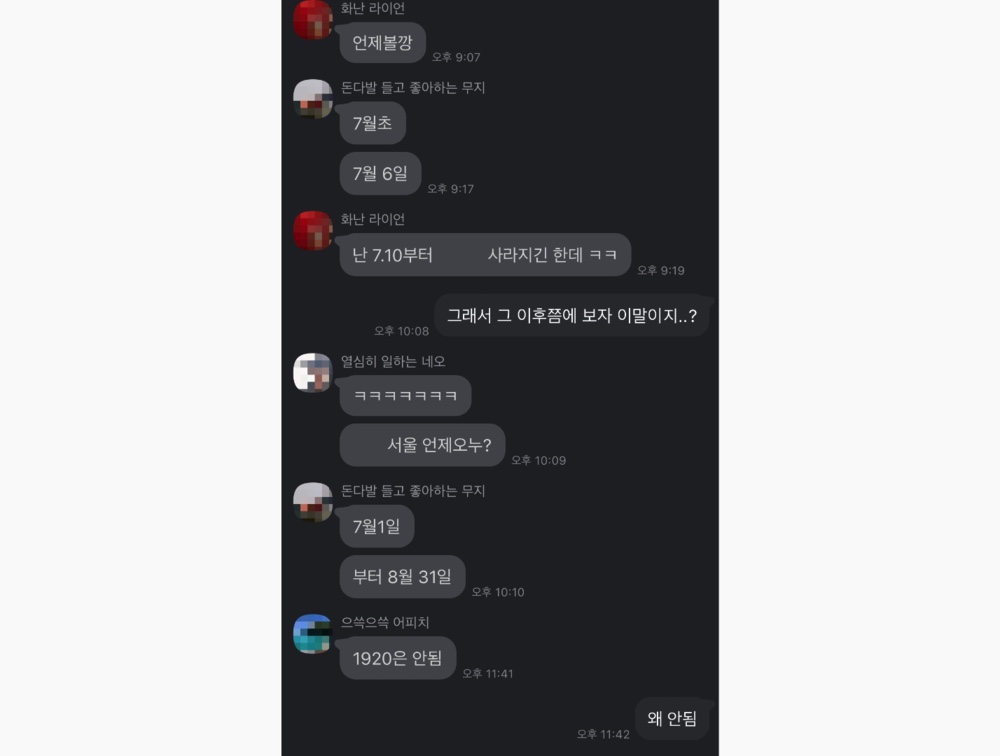 화난 라이언
언제볼깡
오후 9:07
돈다발 들고 좋아하는 무지
7월초
7월 6일
오후 9:17
화난 라이언
난 7.10부터 사라지긴 한데 ㅋㅋ
오후 9:19
그래서 그 이후쯤에 보자 이말이지..?
오후 10:08
열심히 일하는 네오
ㅋㅋㅋㅋㅋㅋㅋ
서울 언제오누?
오후 10:09
돈다발 들고 좋아하는 무지
7월1일
부터 8월 31일
오후 10:10
으쓱으쓱 어피치
1920은 안됨
오후 11:41
왜 안됨
오후 11:42